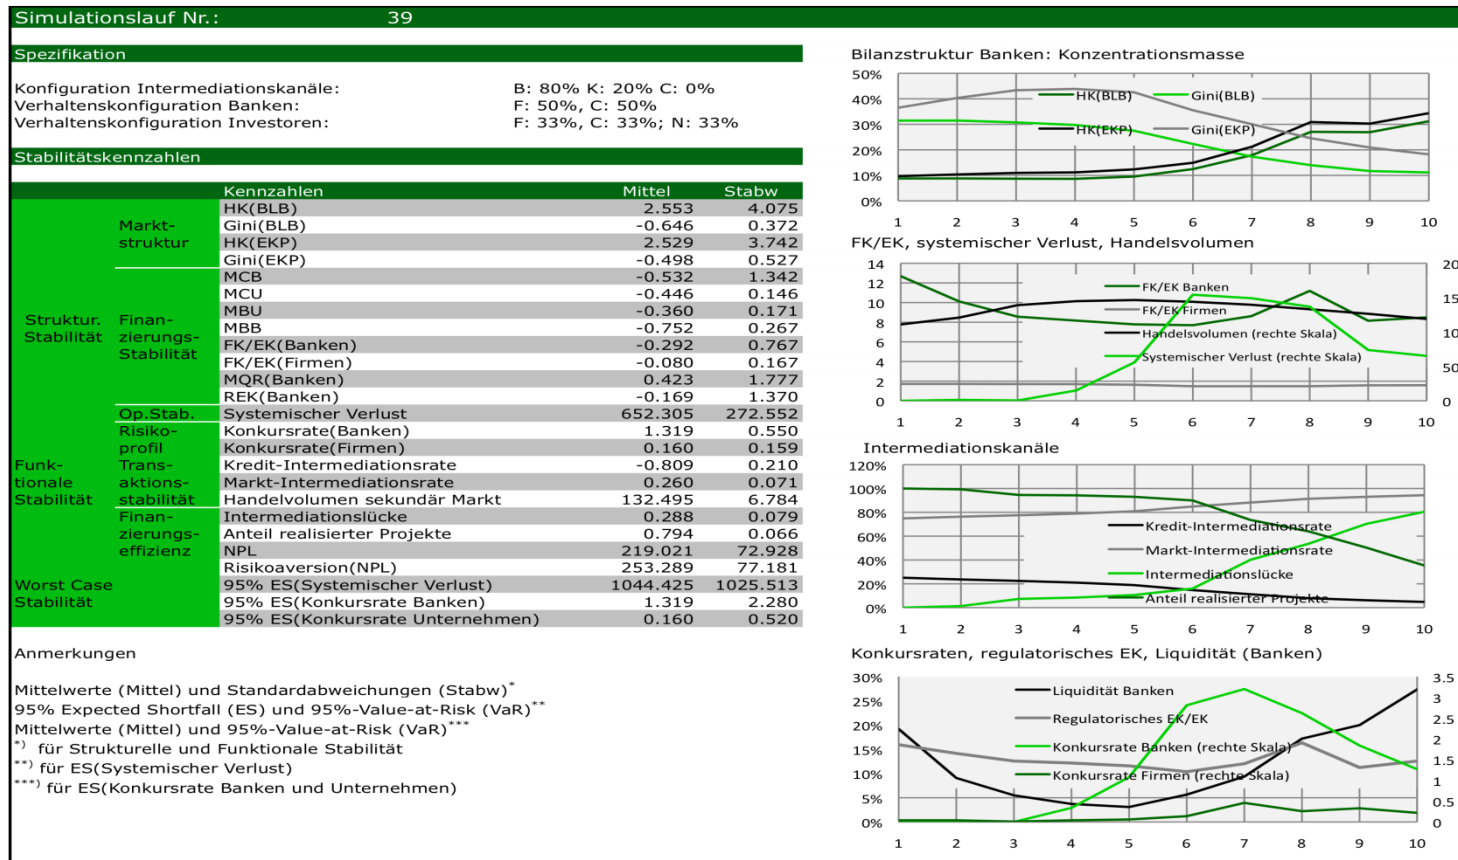 Simulationslauf Nr.: 39
Spezifikation
Konfiguration Intermediationskanäle: B: 80% K: 20% C: 0%
Verhaltenskonfiguration Banken: F: 50%, C: 50%
Verhaltenskonfiguration Investoren: F: 33%, C: 33%; N: 33%
Stabilitätskennzahlen
Kennzahlen Mittel Stabw
Struktur. Stabilität
Markt-struktur
HK(BLB) 2.553 4.075
Gini(BLB) -0.646 0.372
HK(EKP) 2.529 3.742
Gini(EKP) -0.498 0.527
Finan-zierungs-Stabilität
MCB -0.532 1.342
MCU -0.446 0.146
MBU -0.360 0.171
MBB -0.752 0.267
FK/EK(Banken) -0.292 0.767
FK/EK(Firmen) -0.080 0.167
MQR(Banken) 0.423 1.777
REK(Banken) -0.169 1.370
Op.Stab. Systemischer Verlust 652.305 272.552
Funk-tionale Stabilität
Risiko-profil
Konkursrate(Banken) 1.319 0.550
Konkursrate(Firmen) 0.160 0.159
Trans-aktions-stabilität
Kredit-Intermediationsrate -0.809 0.210
Markt-Intermediationsrate 0.260 0.071
Handelvolumen sekundär Markt 132.495 6.784
Finan-zierungs-effizienz
Intermediationslücke 0.288 0.079
Anteil realisierter Projekte 0.794 0.066
NPL 219.021 72.928
Risikoaversion(NPL) 253.289 77.181
Worst Case Stabilität
95% ES(Systemischer Verlust) 1044.425 1025.513
95% ES(Konkursrate Banken) 1.319 2.280
95% ES(Konkursrate Unternehmen) 0.160 0.520
Anmerkungen
Mittelwerte (Mittel) und Standardabweichungen (Stabw)*
95% Expected Shortfall (ES) und 95%-Value-at-Risk (VaR)**
Mittelwerte (Mittel) und 95%-Value-at-Risk (VaR)***
*) für Strukturelle und Funktionale Stabilität
**) für ES(Systemischer Verlust)
***) für ES(Konkursrate Banken und Unternehmen)
Bilanzstruktur Banken: Konzentrationsmasse
50%
40%
30%
20%
10%
0%
HK(BLB) Gini(BLB)
HK(EKP) Gini(EKP)
1 2 3 4 5 6 7 8 9 10
FK/EK, systemischer Verlust, Handelsvolumen
14
12
10
8
6
4
2
0
FK/EK Banken
FK/EK Firmen
Handelsvolumen (rechte Skala)
Systemischer Verlust (rechte Skala)
20
15
10
50
0
1 2 3 4 5 6 7 8 9 10
Intermediationskanäle
120%
100%
80%
60%
40%
20%
0%
Kredit-Intermediationsrate
Markt-Intermediationsrate
Intermediationslücke
Anteil realisierter Projekte
1 2 3 4 5 6 7 8 9 10
Konkursraten, regulatorisches EK, Liquidität (Banken)
30%
25%
20%
15%
10%
5%
0%
Liquidität Banken
Regulatorisches EK/EK
Konkursrate Banken (rechte Skala)
Konkursrate Firmen (rechte Skala)
3.5
3
2.5
2
1.5
1
0.5
0
1 2 3 4 5 6 7 8 9 10